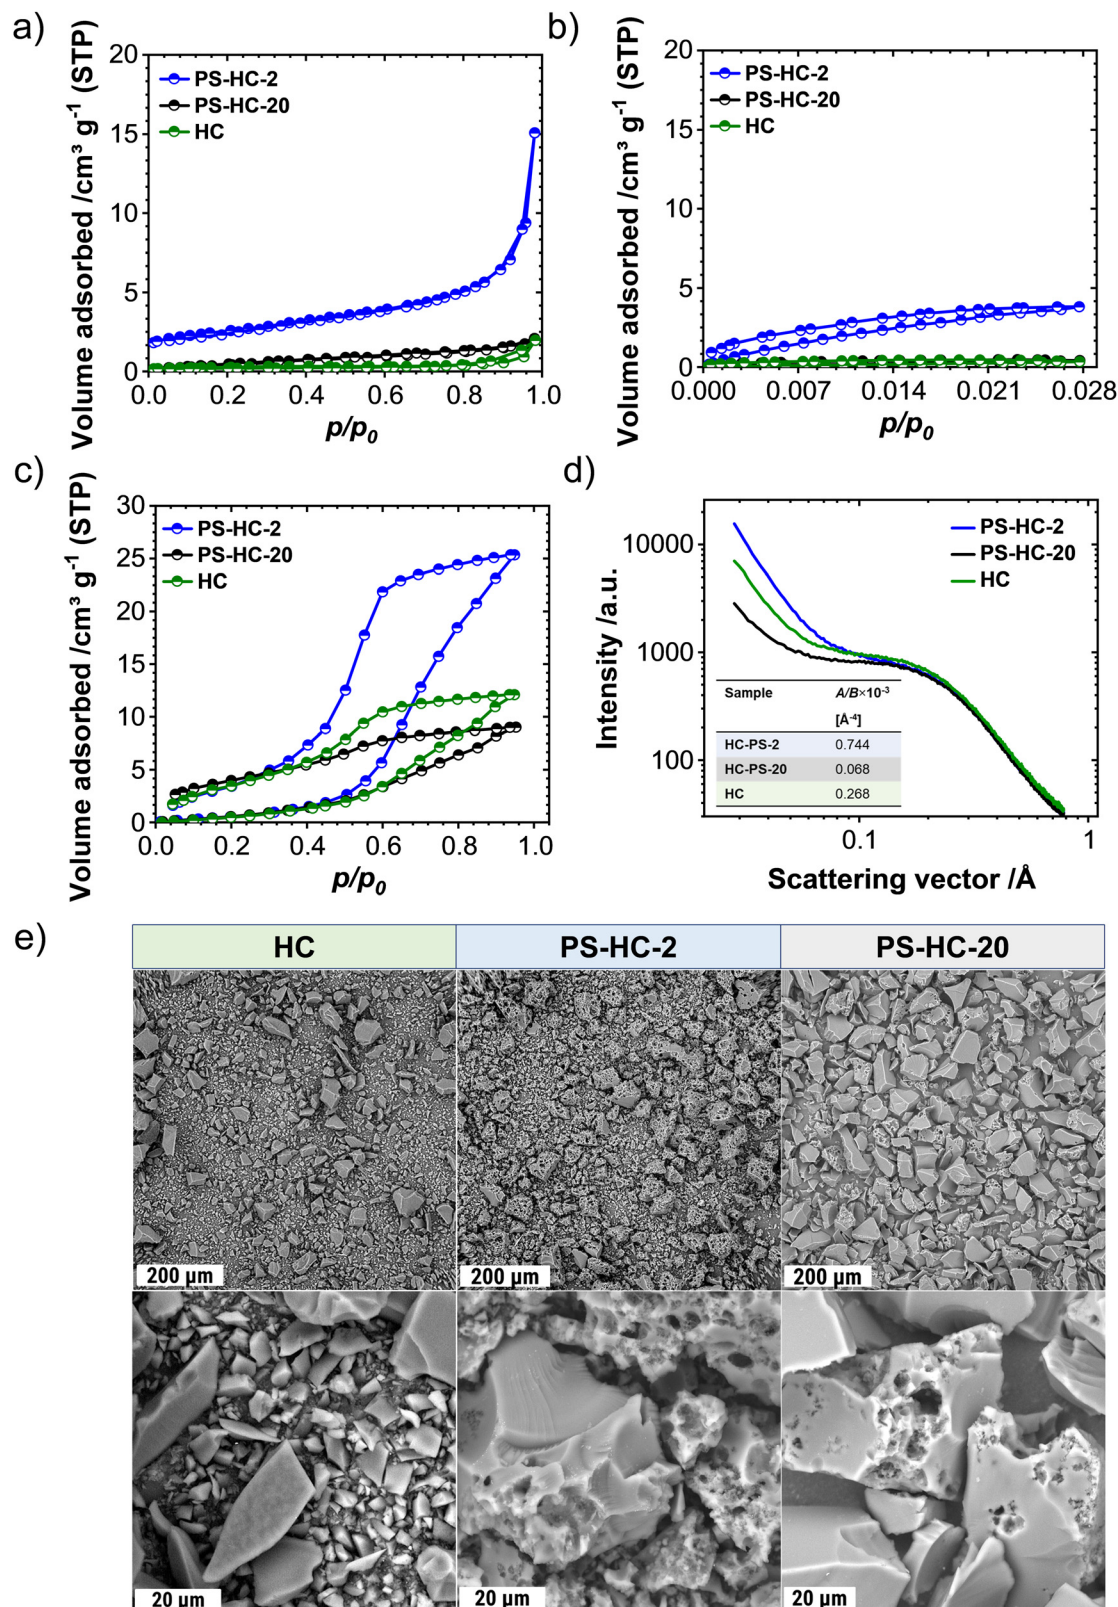 a)
Volume adsorbed /cm³ g⁻¹ (STP)
20
15
10
5
0
PS-HC-2
PS-HC-20
HC
0.0 0.2 0.4 0.6 0.8 1.0
p/p₀
b)
Volume adsorbed /cm³ g⁻¹ (STP)
20
15
10
5
0
PS-HC-2
PS-HC-20
HC
0.000 0.007 0.014 0.021 0.028
p/p₀
c)
Volume adsorbed /cm³ g⁻¹ (STP)
30
25
20
15
10
5
0
PS-HC-2
PS-HC-20
HC
0.0 0.2 0.4 0.6 0.8 1.0
p/p₀
d)
Intensity /a.u.
10000
1000
100
PS-HC-2
PS-HC-20
HC
Sample A/B×10⁻³
[Å⁻⁴]
HC-PS-2 0.744
HC-PS-20 0.068
HC 0.268
0.1 1
Scattering vector /Å
e)
HC PS-HC-2 PS-HC-20
200 µm 200 µm 200 µm
20 µm 20 µm 20 µm